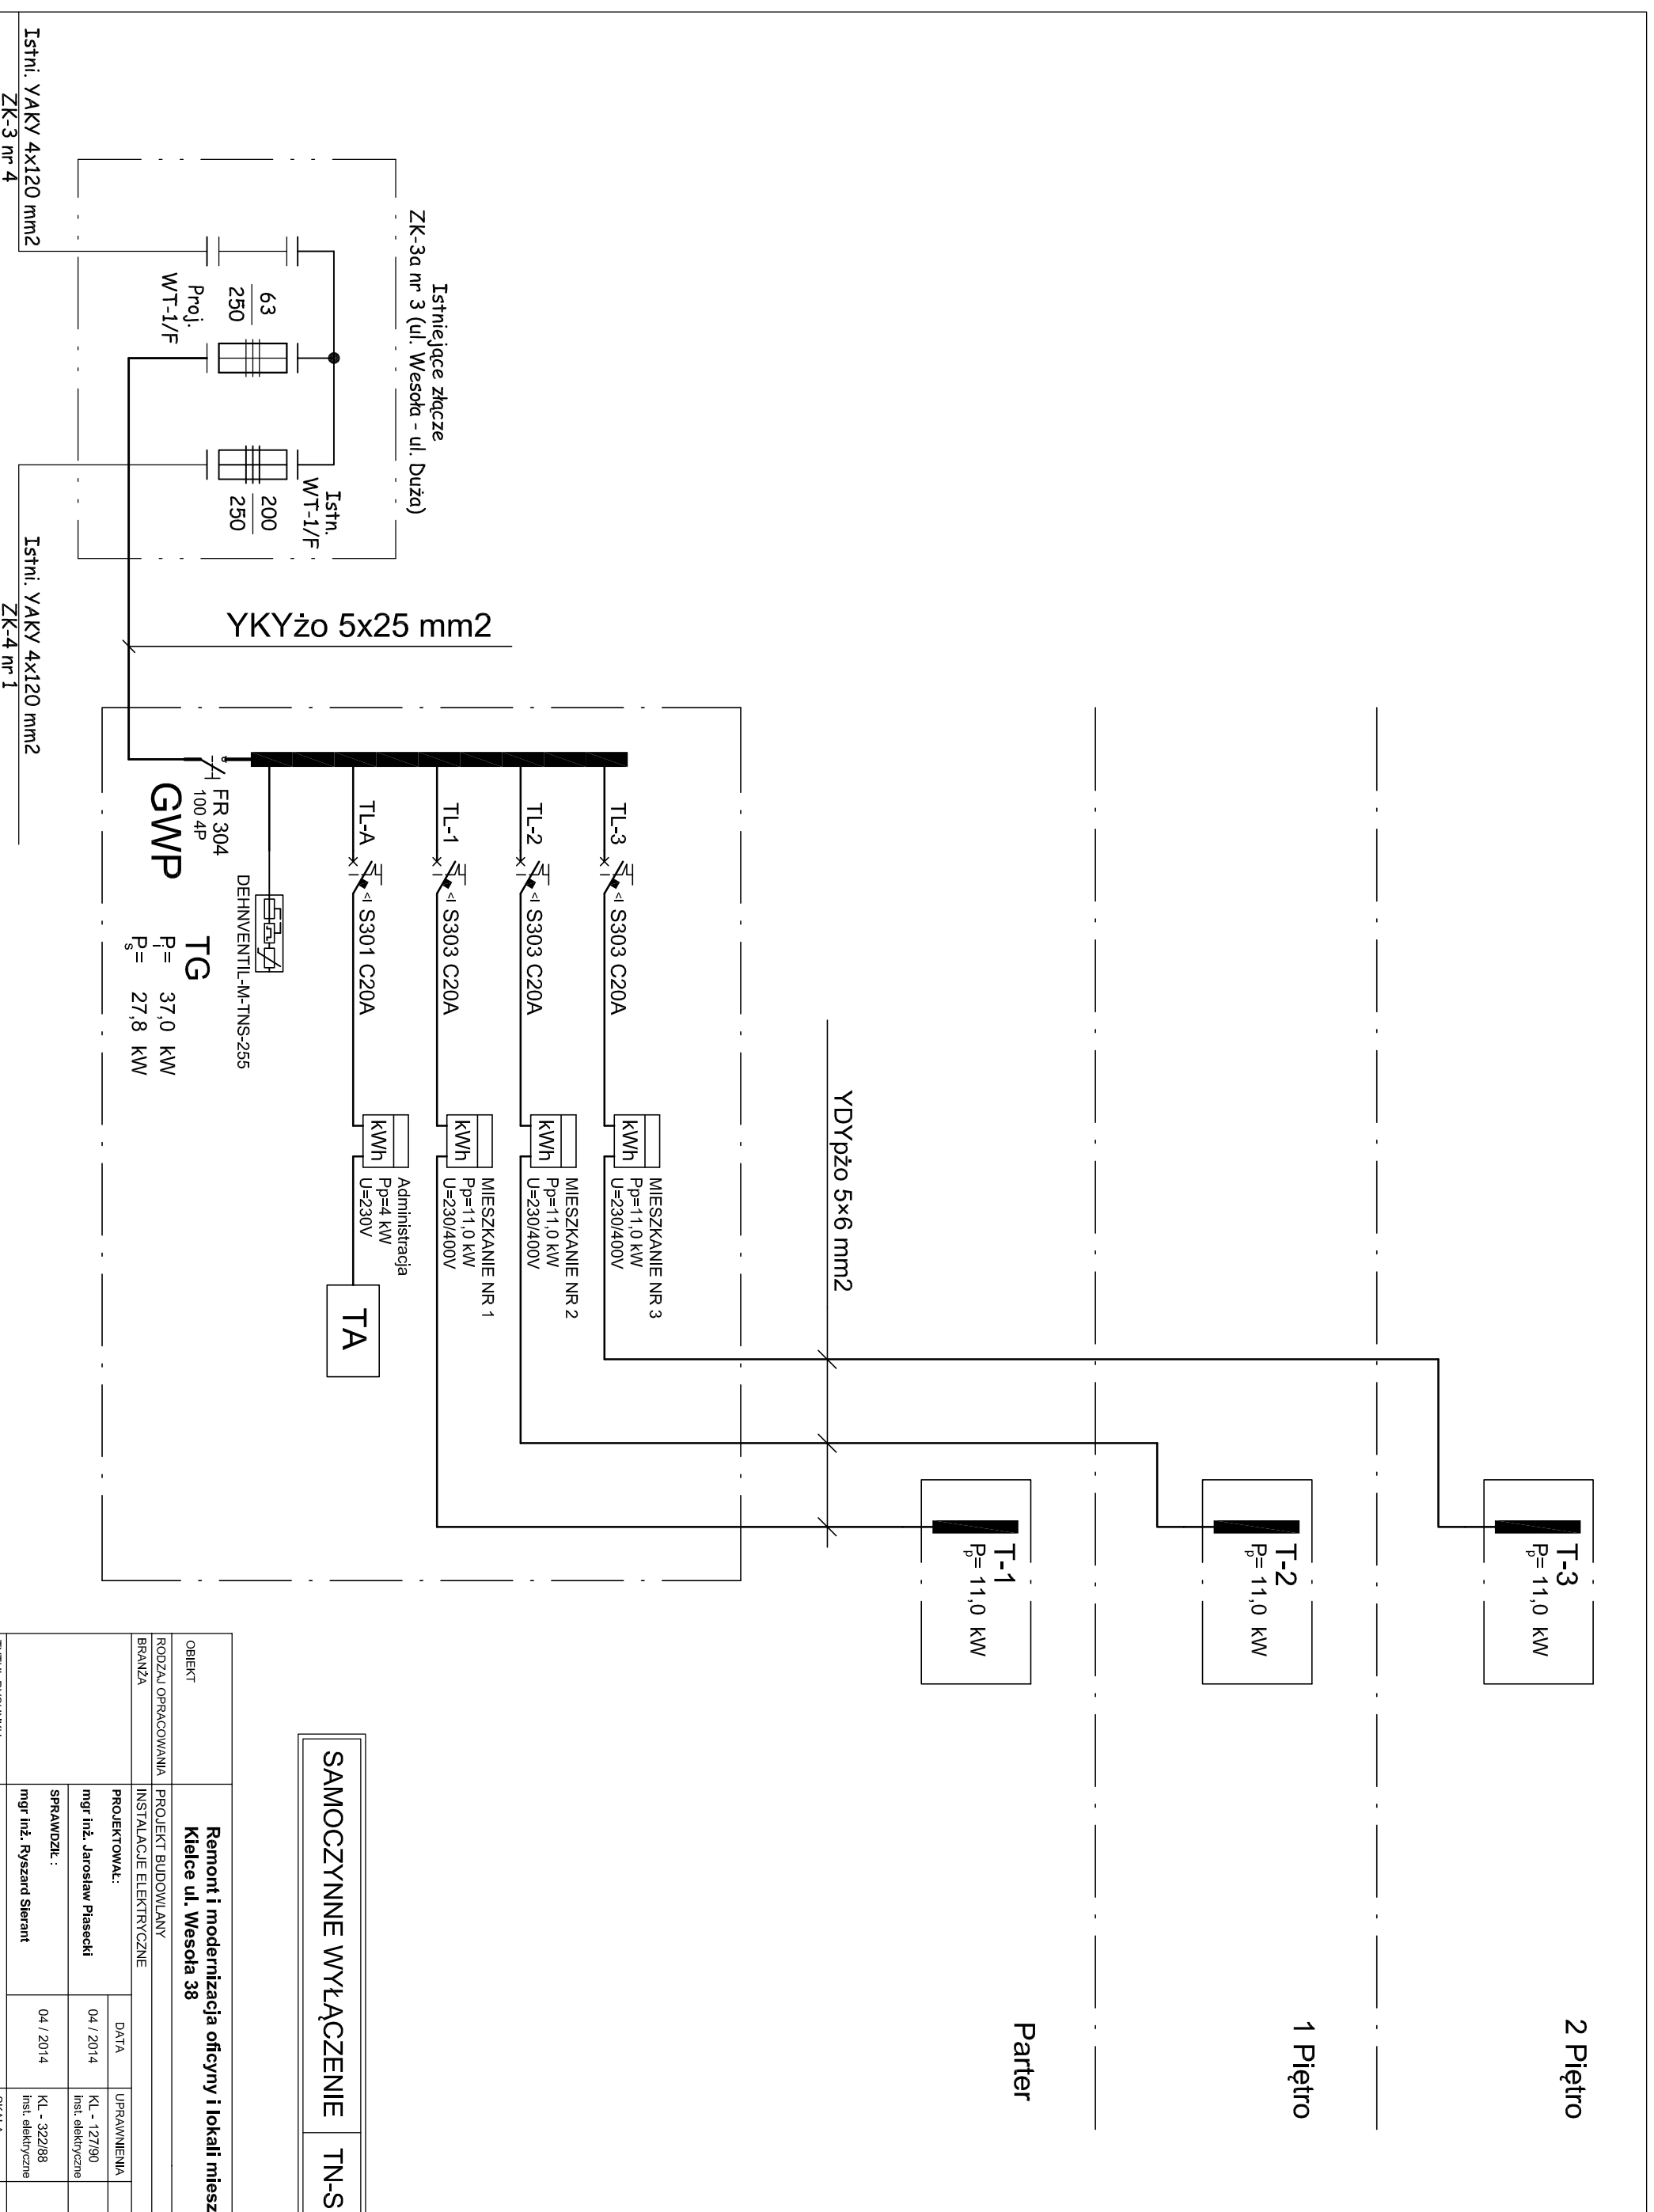 2 Piętro
T-3
Pp= 11,0 kW
1 Piętro
T-2
Pp= 11,0 kW
Parter
T-1
Pp= 11,0 kW
YDYpżo 5×6 mm2
TL-3
<I S303 C20A
kWh
MIESZKANIE NR 3
Pp=11,0 kW
U=230/400V
TL-2
<I S303 C20A
kWh
MIESZKANIE NR 2
Pp=11,0 kW
U=230/400V
TL-1
<I S303 C20A
kWh
MIESZKANIE NR 1
Pp=11,0 kW
U=230/400V
TL-A
<I S301 C20A
kWh
Administracja
Pp=4 kW
U=230V
TA
DEHNVENTIL-M-TNS-255
FR 304
100 4P
GWP
TG
Pi= 37,0 kW
Ps= 27,8 kW
YKYżo 5x25 mm2
Istniejące złącze
ZK-3a nr 3 (ul. Wesoła - ul. Duża)
Istn.
WT-1/F
200
250
63
250
Proj.
WT-1/F
Istni. YAKY 4x120 mm2
ZK-3 nr 4
Istni. YAKY 4x120 mm2
ZK-4 nr 1
SAMOCZYNNE WYŁĄCZENIE TN-S
OBIEKT
Remont i modernizacja oficyny i lokali miesz
Kielce ul. Wesoła 38
RODZAJ OPRACOWANIA PROJEKT BUDOWLANY
BRANŻA INSTALACJE ELEKTRYCZNE
PROJEKTOWAŁ: DATA UPRAWNIENIA
mgr inż. Jarosław Piasecki 04 / 2014 KL - 127/90
inst. elektryczne
SPRAWDZIŁ :
mgr inż. Ryszard Sierant 04 / 2014 KL - 322/88
inst. elektryczne